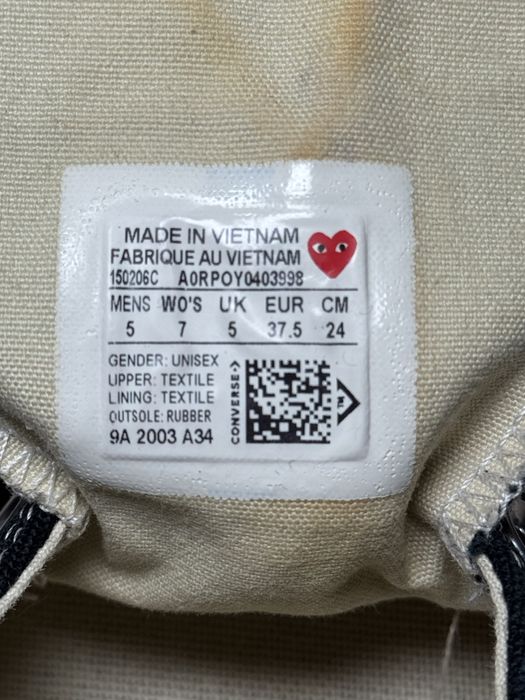 MADE IN VIETNAM
FABRIQUE AU VIETNAM
150206C A0RPOY0403998
MENS WO'S UK EUR CM
5 7 5 37.5 24
GENDER: UNISEX
UPPER: TEXTILE
LINING: TEXTILE
OUTSOLE: RUBBER
9A 2003 A34
CONVERSE
TM